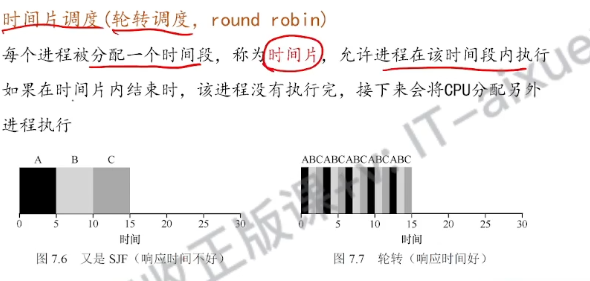 时间片调度(轮转调度, round robin)
每个进程被分配一个时间段, 称为时间片, 允许进程在该时间段内执行
如果在时间片内结束时, 该进程没有执行完, 接下来会将CPU分配另外
进程执行
A B C
0 5 10 15 20 25 30
时间
图 7.6 又是 SJF(响应时间不好)
ABCABCABCABCABC
0 5 10 15 20 25 30
时间
图 7.7 轮转(响应时间好)
收正版课+v: IT-aixue